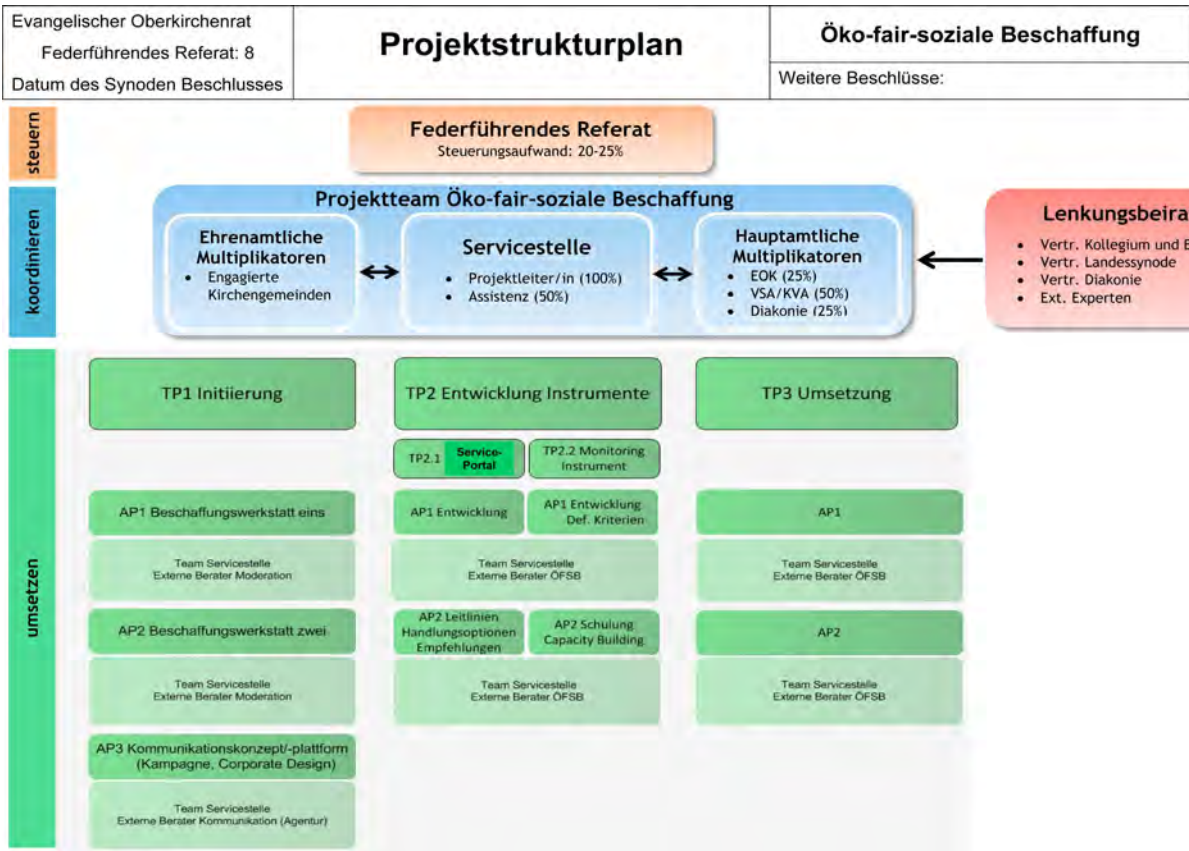 Evangelischer Oberkirchenrat
Federführendes Referat: 8
Datum des Synoden Beschlusses
Projektstrukturplan
Öko-fair-soziale Beschaffung
Weitere Beschlüsse:
steuern
Federführendes Referat
Steuerungsaufwand: 20-25%
koordinieren
Projektteam Öko-fair-soziale Beschaffung
Ehrenamtliche
Multiplikatoren
• Engagierte
Kirchengemeinden
Servicestelle
• Projektleiter/in (100%)
• Assistenz (50%)
Hauptamtliche
Multiplikatoren
• EOK (25%)
• VSA/KVA (50%)
• Diakonie (25%)
Lenkungsbeira
• Vertr. Kollegium und
• Vertr. Landessynode
• Vertr. Diakonie
• Ext. Experten
umsetzen
TP1 Initiierung
AP1 Beschaffungswerkstatt eins
Team Servicestelle
Externe Berater Moderation
AP2 Beschaffungswerkstatt zwei
Team Servicestelle
Externe Berater Moderation
AP3 Kommunikationskonzept/-plattform
(Kampagne, Corporate Design)
Team Servicestelle
Externe Berater Kommunikation (Agentur)
TP2 Entwicklung Instrumente
TP2.1 Service-
Portal
TP2.2 Monitoring
Instrument
AP1 Entwicklung
AP1 Entwicklung
Def. Kriterien
Team Servicestelle
Externe Berater ÖFSB
AP2 Leitlinien
Handlungsoptionen
Empfehlungen
AP2 Schulung
Capacity Building
Team Servicestelle
Externe Berater ÖFSB
TP3 Umsetzung
AP1
Team Servicestelle
Externe Berater ÖFSB
AP2
Team Servicestelle
Externe Berater ÖFSB